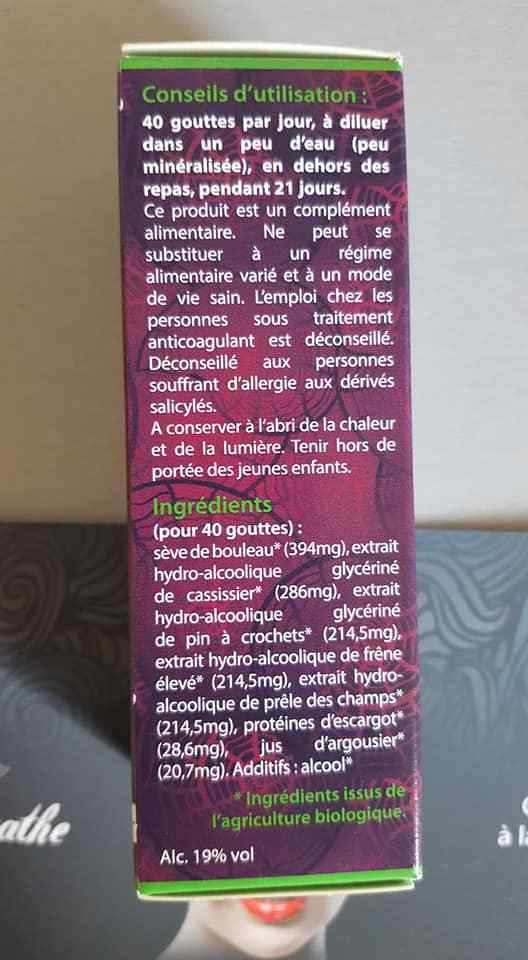 Conseils d'utilisation :
40 gouttes par jour, à diluer
dans un peu d'eau (peu
minéralisée), en dehors des
repas, pendant 21 jours.
Ce produit est un complément
alimentaire. Ne peut se
substituer à un régime
alimentaire varié et à un mode
de vie sain. L'emploi chez les
personnes sous traitement
anticoagulant est déconseillé.
Déconseillé aux personnes
souffrant d'allergie aux dérivés
salicylés.
A conserver à l'abri de la chaleur
et de la lumière. Tenir hors de
portée des jeunes enfants.
Ingrédients
(pour 40 gouttes) :
sève de bouleau* (394mg), extrait
hydro-alcoolique glycériné
de cassissier* (286mg), extrait
hydro-alcoolique glycériné
de pin à crochets* (214,5mg),
extrait hydro-alcoolique de frêne
élevé* (214,5mg), extrait hydro-
alcoolique de prêle des champs*
(214,5mg), protéines d'escargot*
(28,6mg), jus d'argousier*
(20,7mg). Additifs : alcool*
* Ingrédients issus de
l'agriculture biologique.
Alc. 19% vol